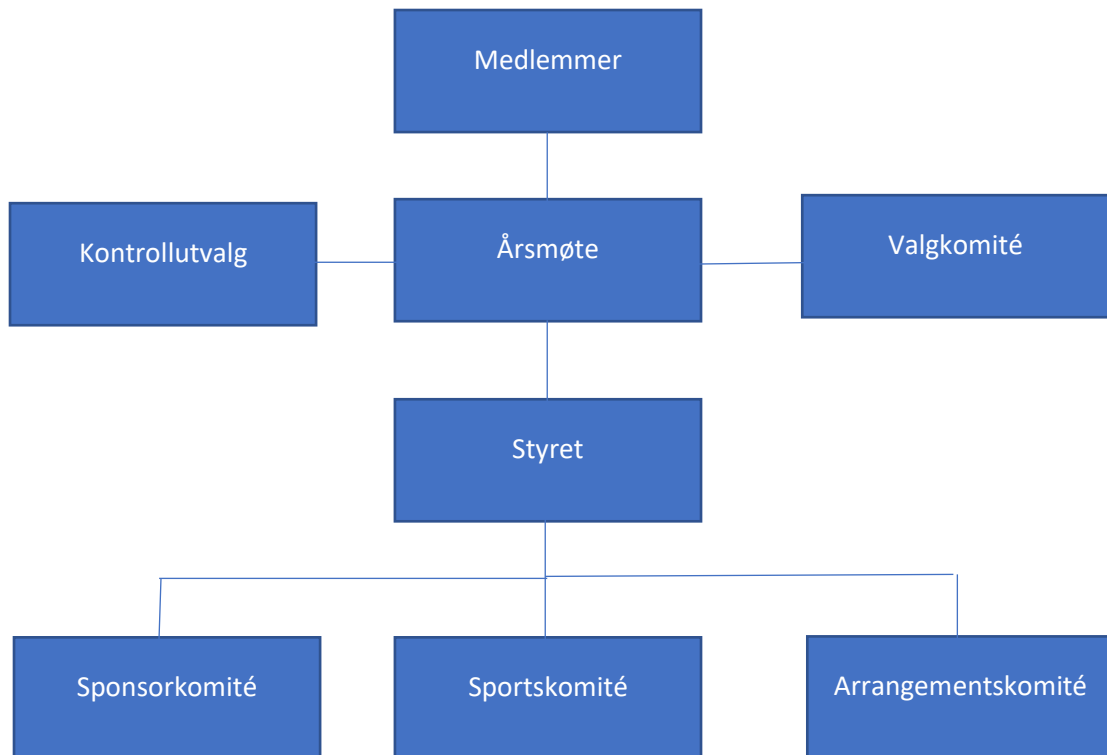 Medlemmer
Kontrollutvalg
Årsmøte
Valgkomité
Styret
Sponsorkomité
Sportskomité
Arrangementskomité